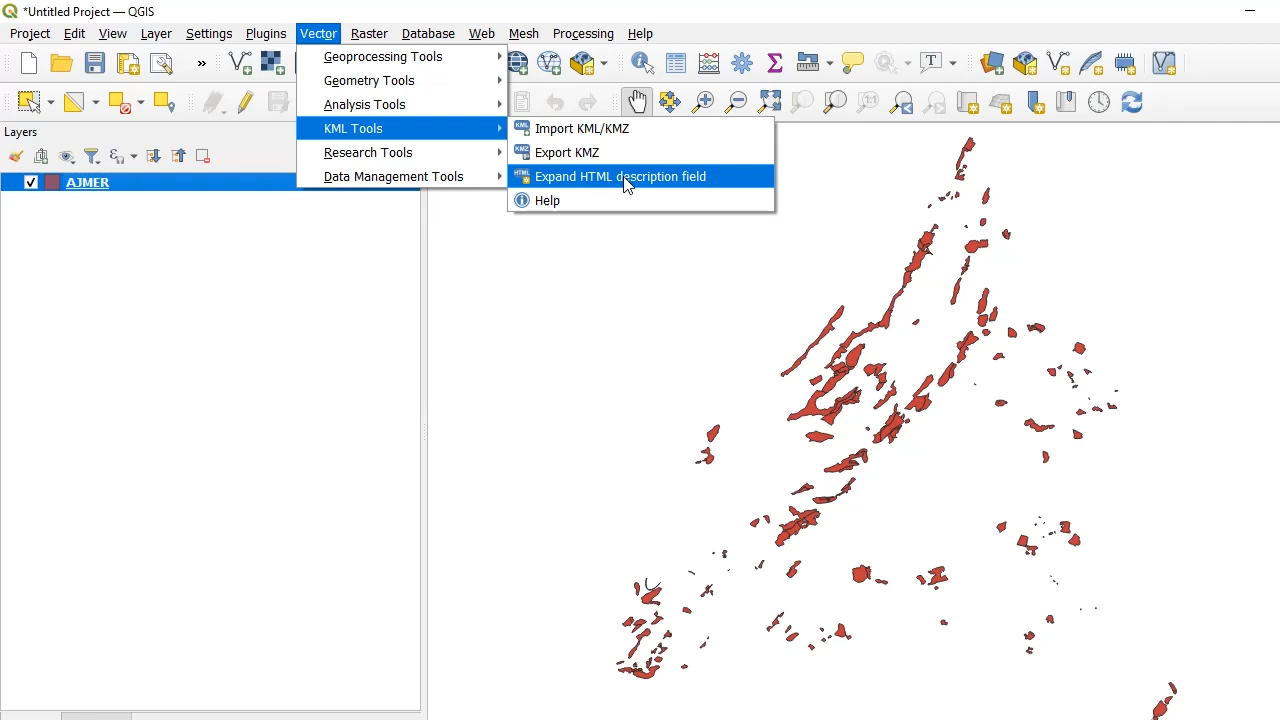 *Untitled Project — QGIS
Project Edit View Layer Settings Plugins Vector Raster Database Web Mesh Processing Help
Geoprocessing Tools
Geometry Tools
Analysis Tools
KML Tools
Research Tools
Data Management Tools
Import KML/KMZ
Export KMZ
Expand HTML description field
Help
Layers
AJMER